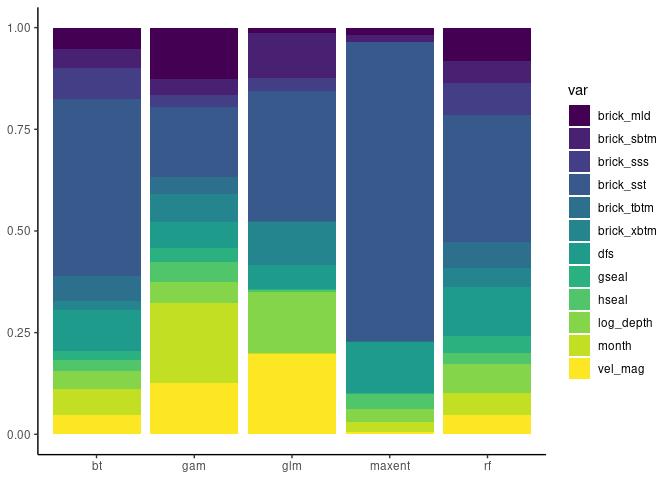 1.00
0.75
0.50
0.25
0.00
bt gam glm maxent rf
var
brick_mld
brick_sbtm
brick_sss
brick_sst
brick_tbtm
brick_xbtm
dfs
gseal
hseal
log_depth
month
vel_mag